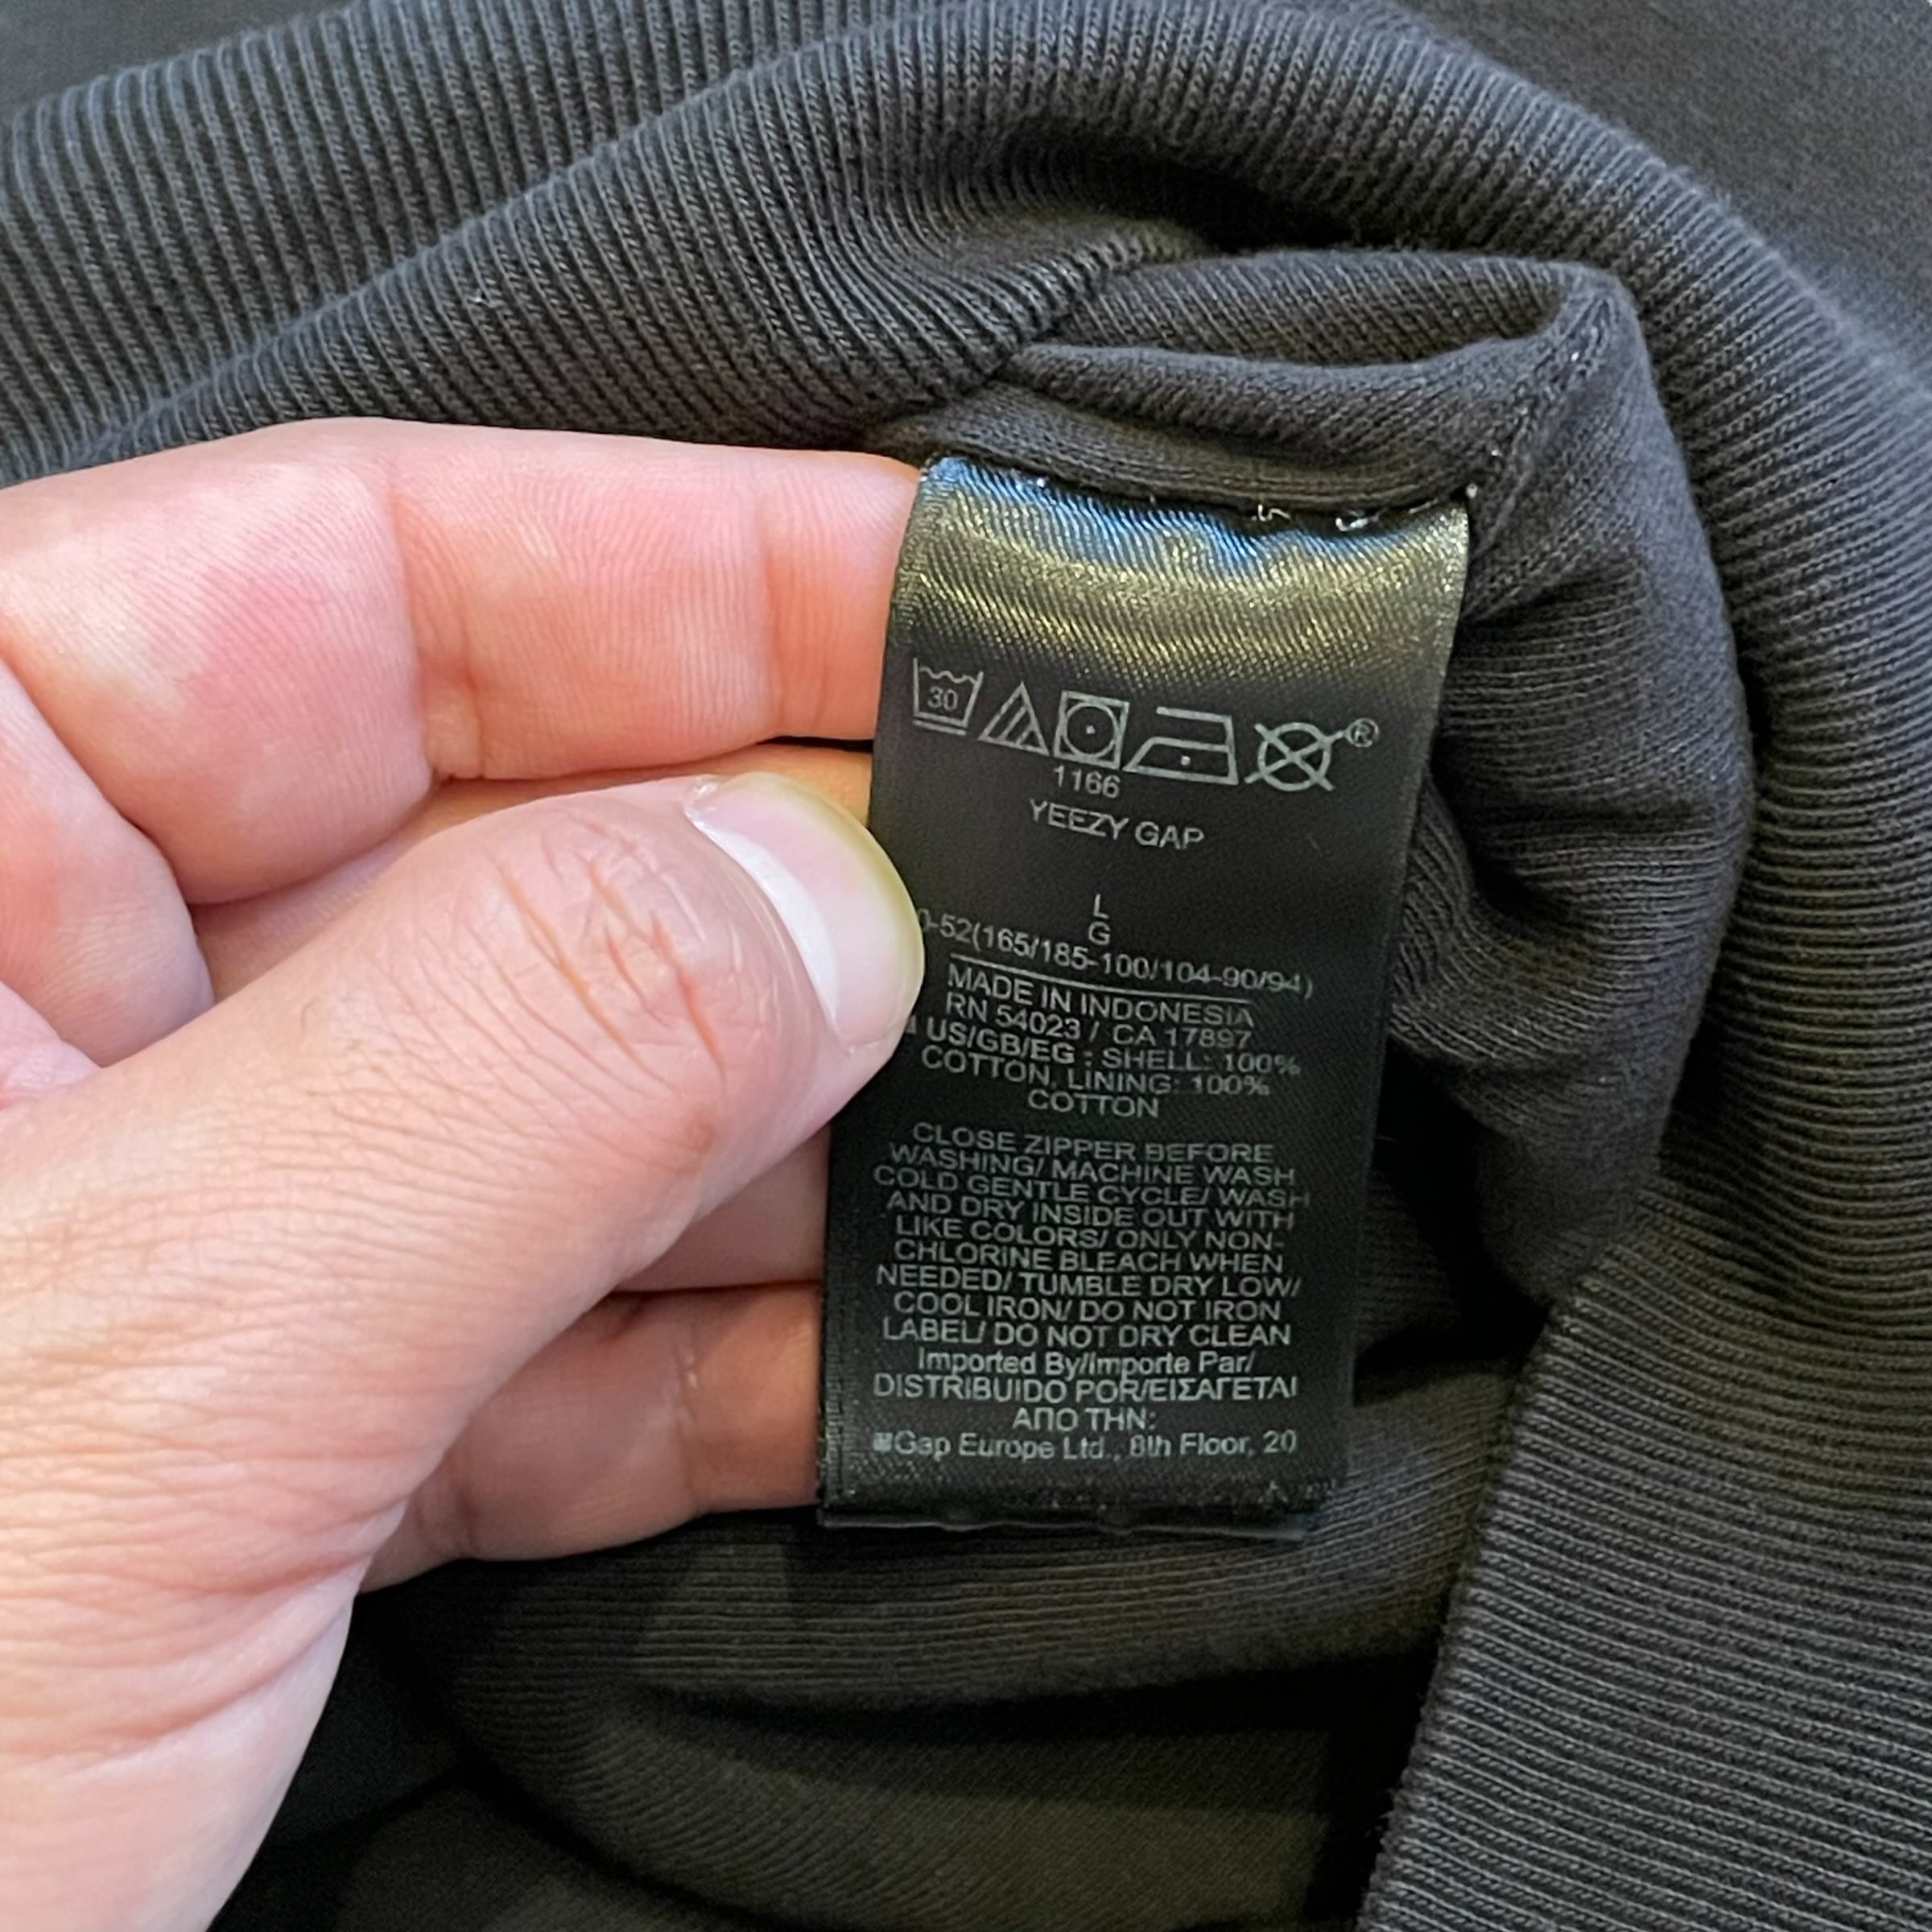 30
®
1166
YEEZY GAP
L
G
0-52(165/185-100/104-90/94)
MADE IN INDONESIA
RN 54023 / CA 17897
US/GB/EG : SHELL: 100%
COTTON, LINING: 100%
COTTON
CLOSE ZIPPER BEFORE
WASHING/ MACHINE WASH
COLD GENTLE CYCLE/ WASH
AND DRY INSIDE OUT WITH
LIKE COLORS/ ONLY NON-
CHLORINE BLEACH WHEN
NEEDED/ TUMBLE DRY LOW/
COOL IRON/ DO NOT IRON
LABEL/ DO NOT DRY CLEAN
Imported By/Importe Par/
DISTRIBUIDO POR/ΕΙΣΑΓΕΤΑΙ
ΑΠΟ ΤΗΝ:
Gap Europe Ltd., 8th Floor, 20